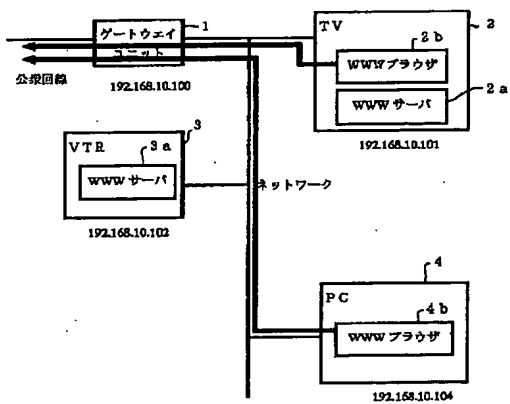 ゲートウェイ
ユニット
1
公衆回線
192.168.10.100
TV
2
2b
WWWブラウザ
2a
WWWサーバ
192.168.10.101
VTR
3
3a
WWWサーバ
192.168.10.102
ネットワーク
PC
4
4b
WWWブラウザ
192.168.10.104